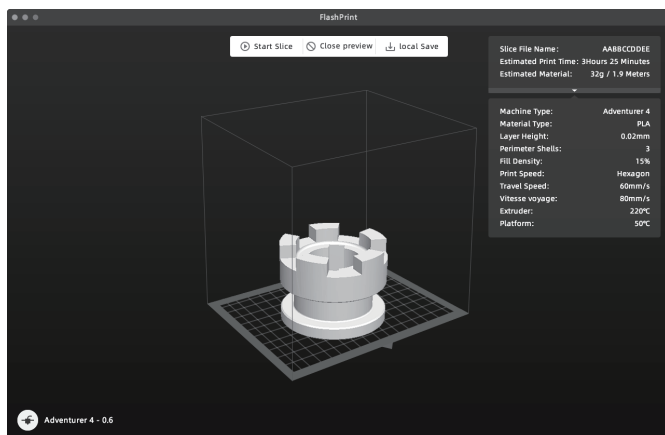 FlashPrint
Start Slice
Close preview
local Save
Slice File Name: AABBCCDDEE
Estimated Print Time: 3Hours 25 Minutes
Estimated Material: 32g / 1.9 Meters
Machine Type: Adventurer 4
Material Type: PLA
Layer Height: 0.02mm
Perimeter Shells: 3
Fill Density: 15%
Print Speed: Hexagon
Travel Speed: 60mm/s
Vitesse voyage: 80mm/s
Extruder: 220℃
Platform: 50℃
Adventurer 4 - 0.6